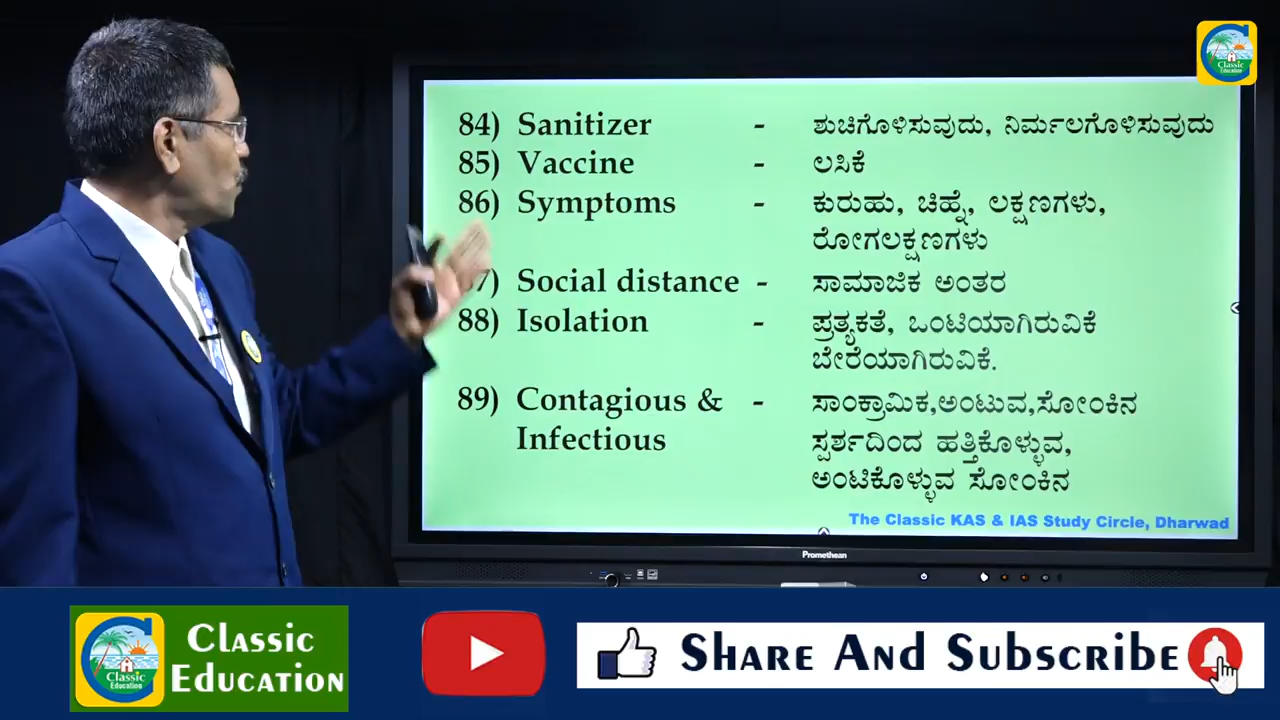 Classic
Education
84) Sanitizer - ಶುಚಿಗೊಳಿಸುವುದು, ನಿರ್ಮಲಗೊಳಿಸುವುದು
85) Vaccine - ಲಸಿಕೆ
86) Symptoms - ಕುರುಹು, ಚಿಹ್ನೆ, ಲಕ್ಷಣಗಳು,
ರೋಗಲಕ್ಷಣಗಳು
7) Social distance - ಸಾಮಾಜಿಕ ಅಂತರ
88) Isolation - ಪ್ರತ್ಯಕತೆ, ಒಂಟಿಯಾಗಿರುವಿಕೆ
ಬೇರೆಯಾಗಿರುವಿಕೆ.
89) Contagious & - ಸಾಂಕ್ರಾಮಿಕ,ಅಂಟುವ,ಸೋಂಕಿನ
Infectious ಸ್ಪರ್ಶದಿಂದ ಹತ್ತಿಕೊಳ್ಳುವ,
ಅಂಟಿಕೊಳ್ಳುವ ಸೋಂಕಿನ
The Classic KAS & IAS Study Circle, Dharwad
Promethean
Classic
Education
Classic
Education
Share And Subscribe